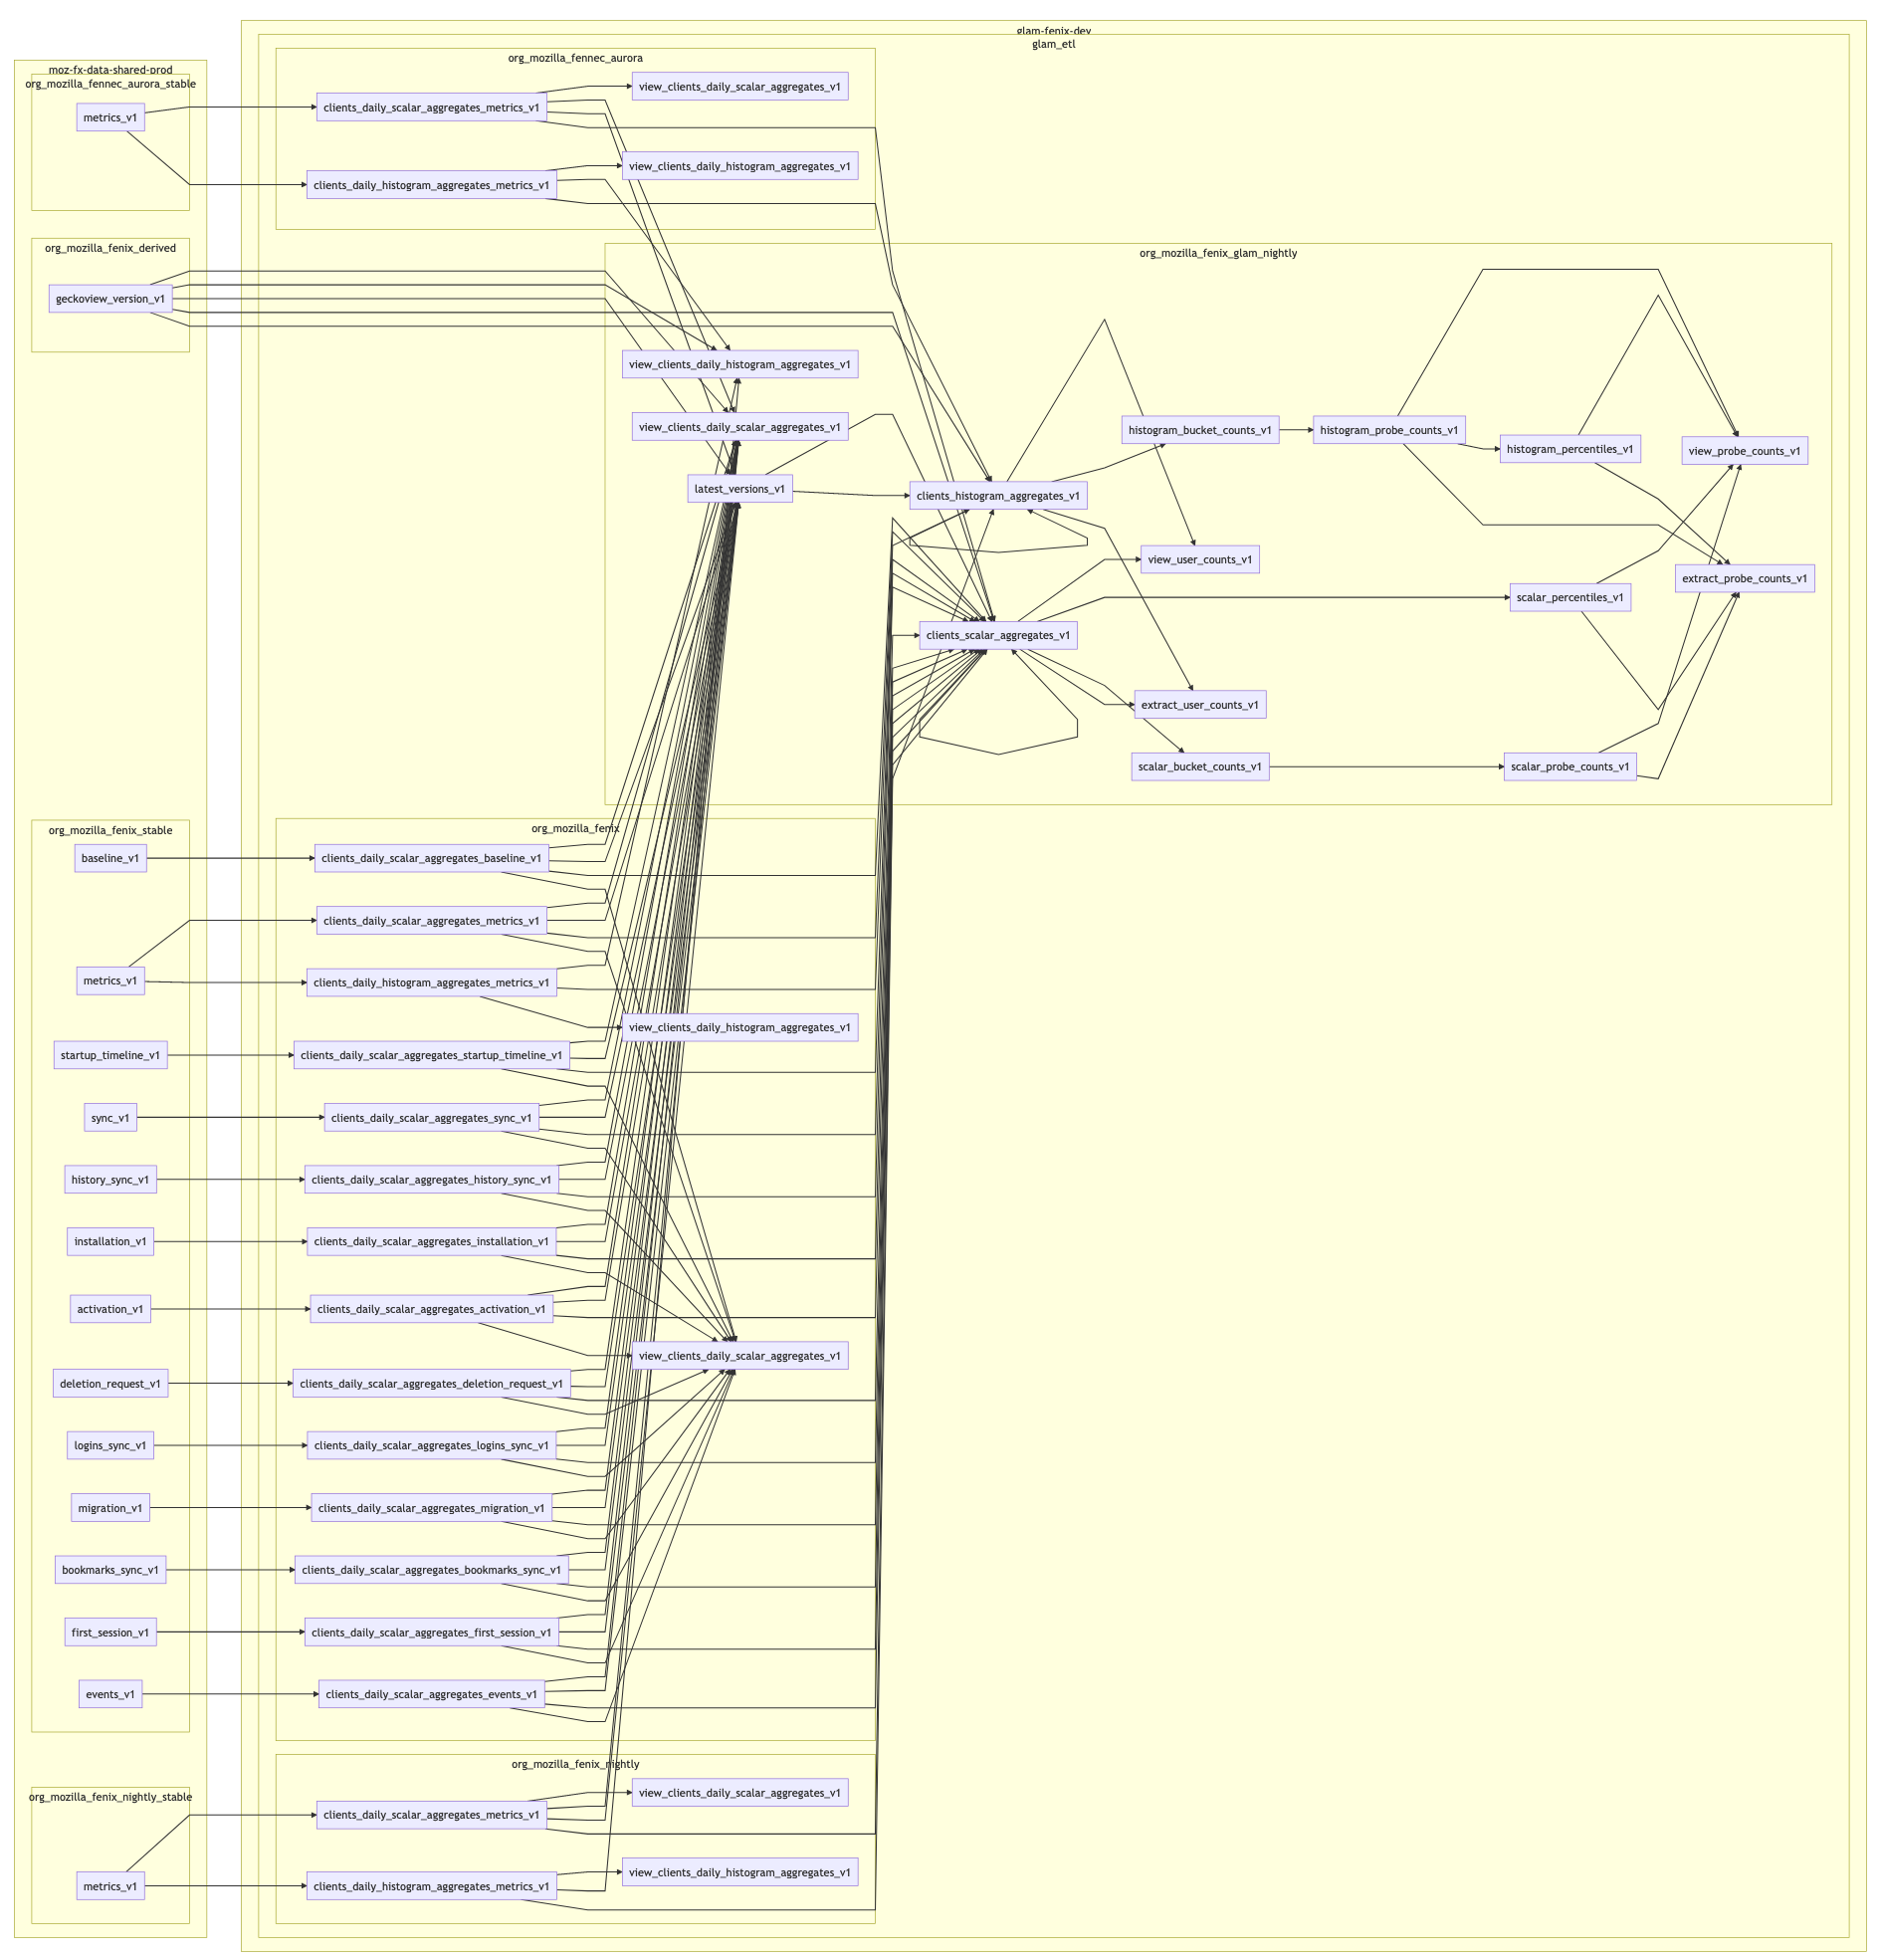 glam-fenix-dev
glam_etl
moz-fx-data-shared-prod
org_mozilla_fennec_aurora_stable
metrics_v1
org_mozilla_fennec_aurora
clients_daily_scalar_aggregates_metrics_v1
view_clients_daily_scalar_aggregates_v1
clients_daily_histogram_aggregates_metrics_v1
view_clients_daily_histogram_aggregates_v1
org_mozilla_fenix_derived
geckoview_version_v1
org_mozilla_fenix_glam_nightly
view_clients_daily_histogram_aggregates_v1
view_clients_daily_scalar_aggregates_v1
latest_versions_v1
clients_histogram_aggregates_v1
clients_scalar_aggregates_v1
histogram_bucket_counts_v1
histogram_probe_counts_v1
histogram_percentiles_v1
view_probe_counts_v1
view_user_counts_v1
extract_probe_counts_v1
scalar_percentiles_v1
extract_user_counts_v1
scalar_bucket_counts_v1
scalar_probe_counts_v1
org_mozilla_fenix_stable
baseline_v1
metrics_v1
startup_timeline_v1
sync_v1
history_sync_v1
installation_v1
activation_v1
deletion_request_v1
logins_sync_v1
migration_v1
bookmarks_sync_v1
first_session_v1
events_v1
org_mozilla_fenix
clients_daily_scalar_aggregates_baseline_v1
clients_daily_scalar_aggregates_metrics_v1
clients_daily_histogram_aggregates_metrics_v1
view_clients_daily_histogram_aggregates_v1
clients_daily_scalar_aggregates_startup_timeline_v1
clients_daily_scalar_aggregates_sync_v1
clients_daily_scalar_aggregates_history_sync_v1
clients_daily_scalar_aggregates_installation_v1
clients_daily_scalar_aggregates_activation_v1
view_clients_daily_scalar_aggregates_v1
clients_daily_scalar_aggregates_deletion_request_v1
clients_daily_scalar_aggregates_logins_sync_v1
clients_daily_scalar_aggregates_migration_v1
clients_daily_scalar_aggregates_bookmarks_sync_v1
clients_daily_scalar_aggregates_first_session_v1
clients_daily_scalar_aggregates_events_v1
org_mozilla_fenix_nightly_stable
metrics_v1
org_mozilla_fenix_nightly
view_clients_daily_scalar_aggregates_v1
clients_daily_scalar_aggregates_metrics_v1
view_clients_daily_histogram_aggregates_v1
clients_daily_histogram_aggregates_metrics_v1